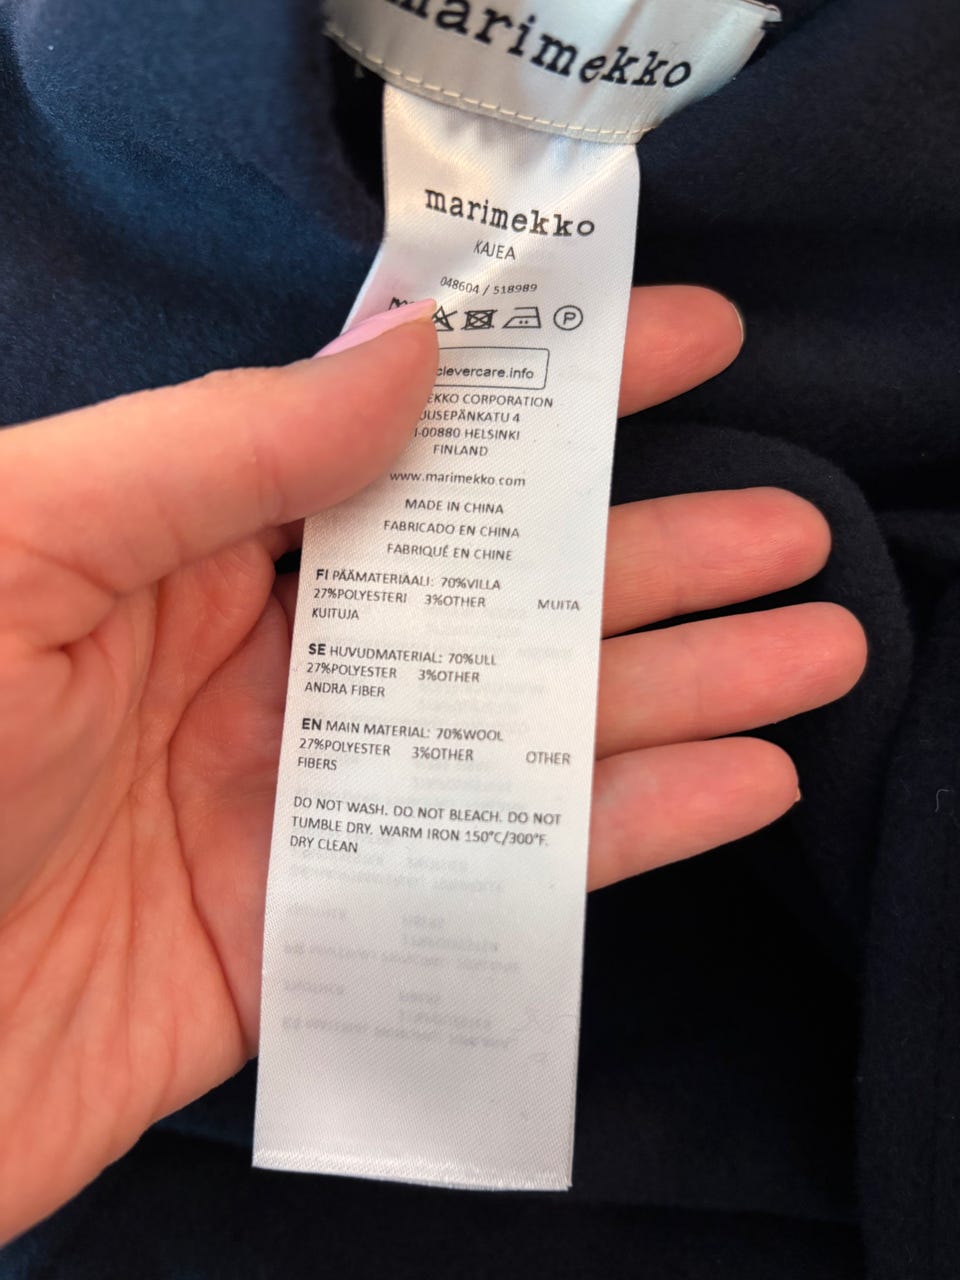 marimekko
marimekko
KAJEA
048604 / 518989
P
clevercare.info
CORPORATION
4
HELSINKI
FINLAND
www.marimekko.com
MADE IN CHINA
FABRICADO EN CHINA
FABRIQUÉ EN CHINE
FI PÄÄMATERIAALI: 70%VILLA
27%POLYESTERI 3%OTHER MUITA
KUITUJA
SE HUVUDMATERIAL: 70%ULL
27%POLYESTER 3%OTHER
ANDRA FIBER
EN MAIN MATERIAL: 70%WOOL
27%POLYESTER 3%OTHER OTHER
FIBERS
DO NOT WASH. DO NOT BLEACH. DO NOT
TUMBLE DRY. WARM IRON 150°C/300°F.
DRY CLEAN